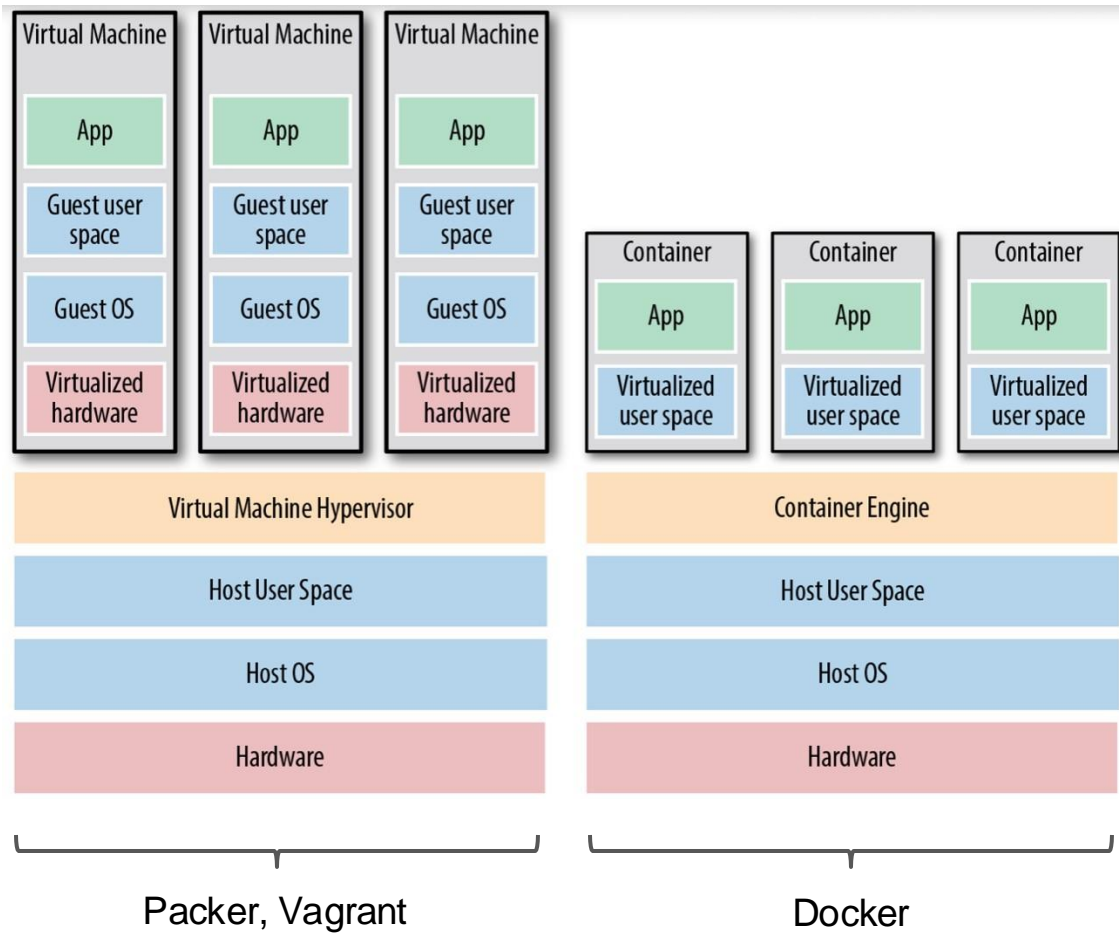 Virtual Machine
App
Guest user
space
Guest OS
Virtualized
hardware
Virtual Machine
App
Guest user
space
Guest OS
Virtualized
hardware
Virtual Machine
App
Guest user
space
Guest OS
Virtualized
hardware
Virtual Machine Hypervisor
Host User Space
Host OS
Hardware
Packer, Vagrant
Container
App
Virtualized
user space
Container
App
Virtualized
user space
Container
App
Virtualized
user space
Container Engine
Host User Space
Host OS
Hardware
Docker